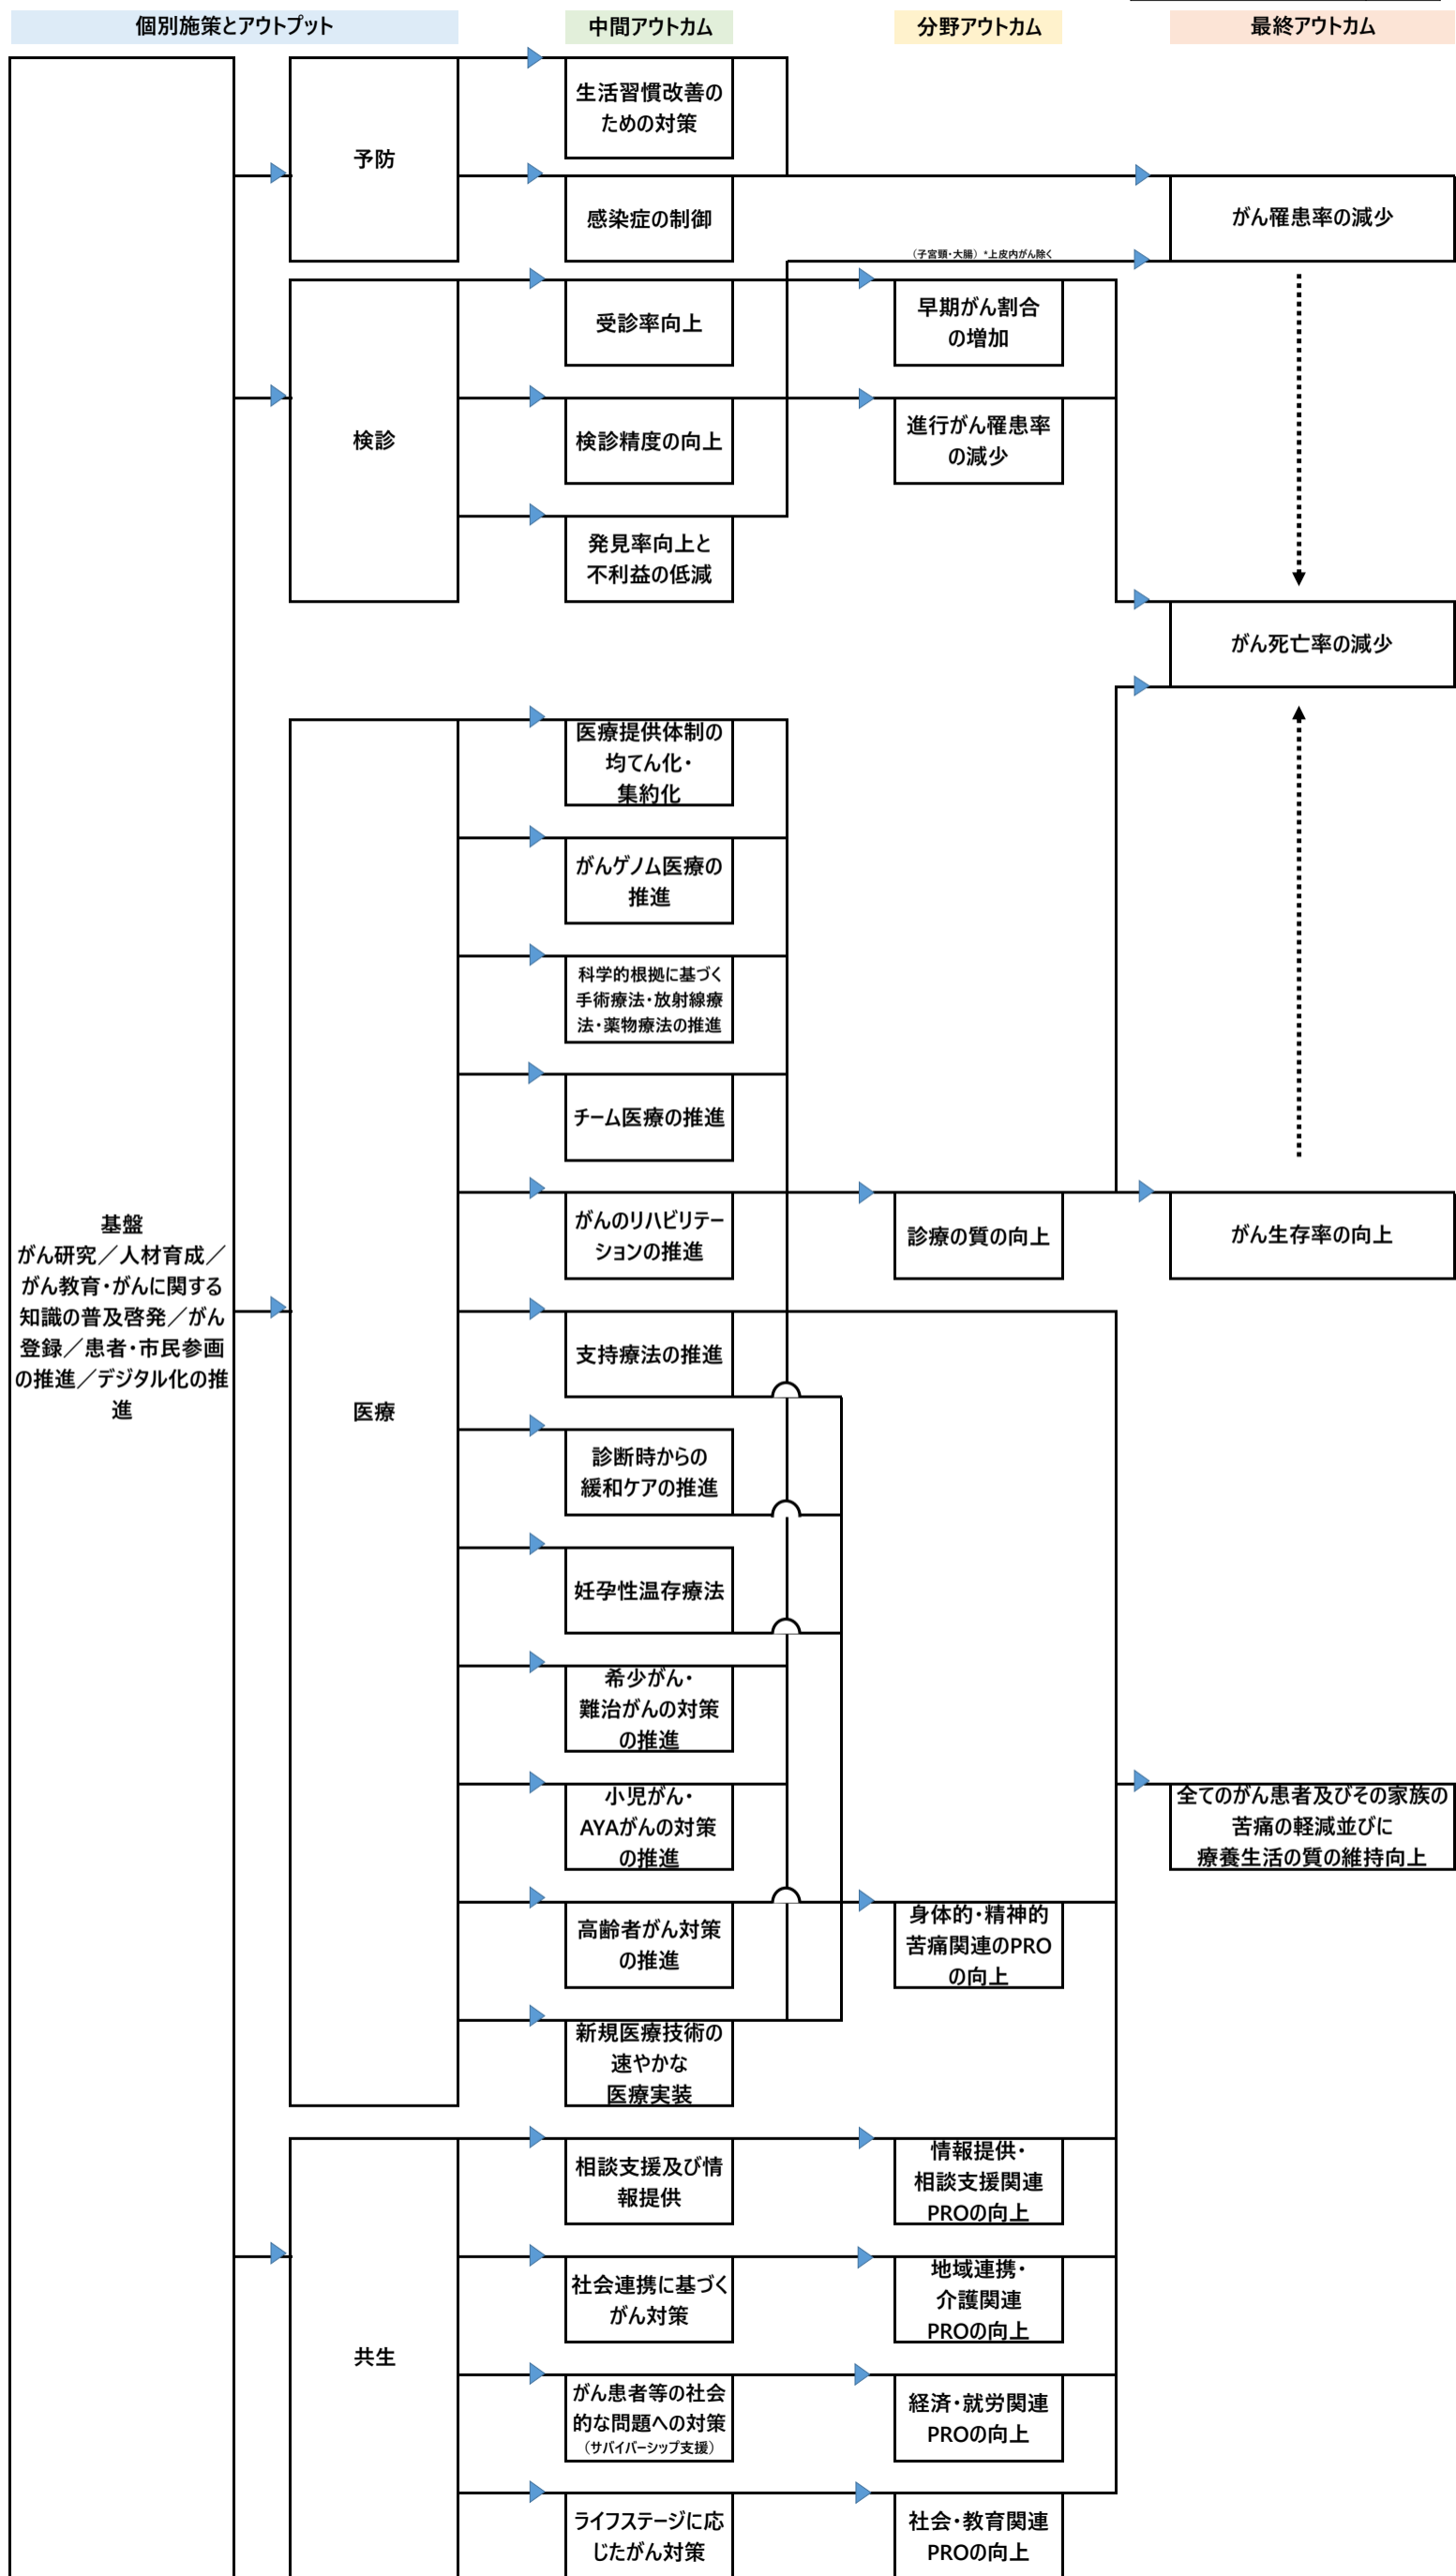 個別施策とアウトプット
中間アウトカム
分野アウトカム
最終アウトカム
基盤
がん研究／人材育成／
がん教育・がんに関する
知識の普及啓発／がん
登録／患者・市民参画
の推進／デジタル化の推
進
予防
生活習慣改善の
ための対策
感染症の制御
がん罹患率の減少
（子宮頸・大腸）*上皮内がん除く
検診
受診率向上
早期がん割合
の増加
検診精度の向上
進行がん罹患率
の減少
発見率向上と
不利益の低減
がん死亡率の減少
医療
医療提供体制の
均てん化・
集約化
がんゲノム医療の
推進
科学的根拠に基づく
手術療法・放射線療
法・薬物療法の推進
チーム医療の推進
がんのリハビリテー
ションの推進
診療の質の向上
がん生存率の向上
支持療法の推進
診断時からの
緩和ケアの推進
妊孕性温存療法
希少がん・
難治がんの対策
の推進
小児がん・
AYAがんの対策
の推進
全てのがん患者及びその家族の
苦痛の軽減並びに
療養生活の質の維持向上
高齢者がん対策
の推進
身体的・精神的
苦痛関連のPRO
の向上
新規医療技術の
速やかな
医療実装
共生
相談支援及び情
報提供
情報提供・
相談支援関連
PROの向上
社会連携に基づく
がん対策
地域連携・
介護関連
PROの向上
がん患者等の社会
的な問題への対策
（サバイバーシップ支援）
経済・就労関連
PROの向上
ライフステージに応
じたがん対策
社会・教育関連
PROの向上